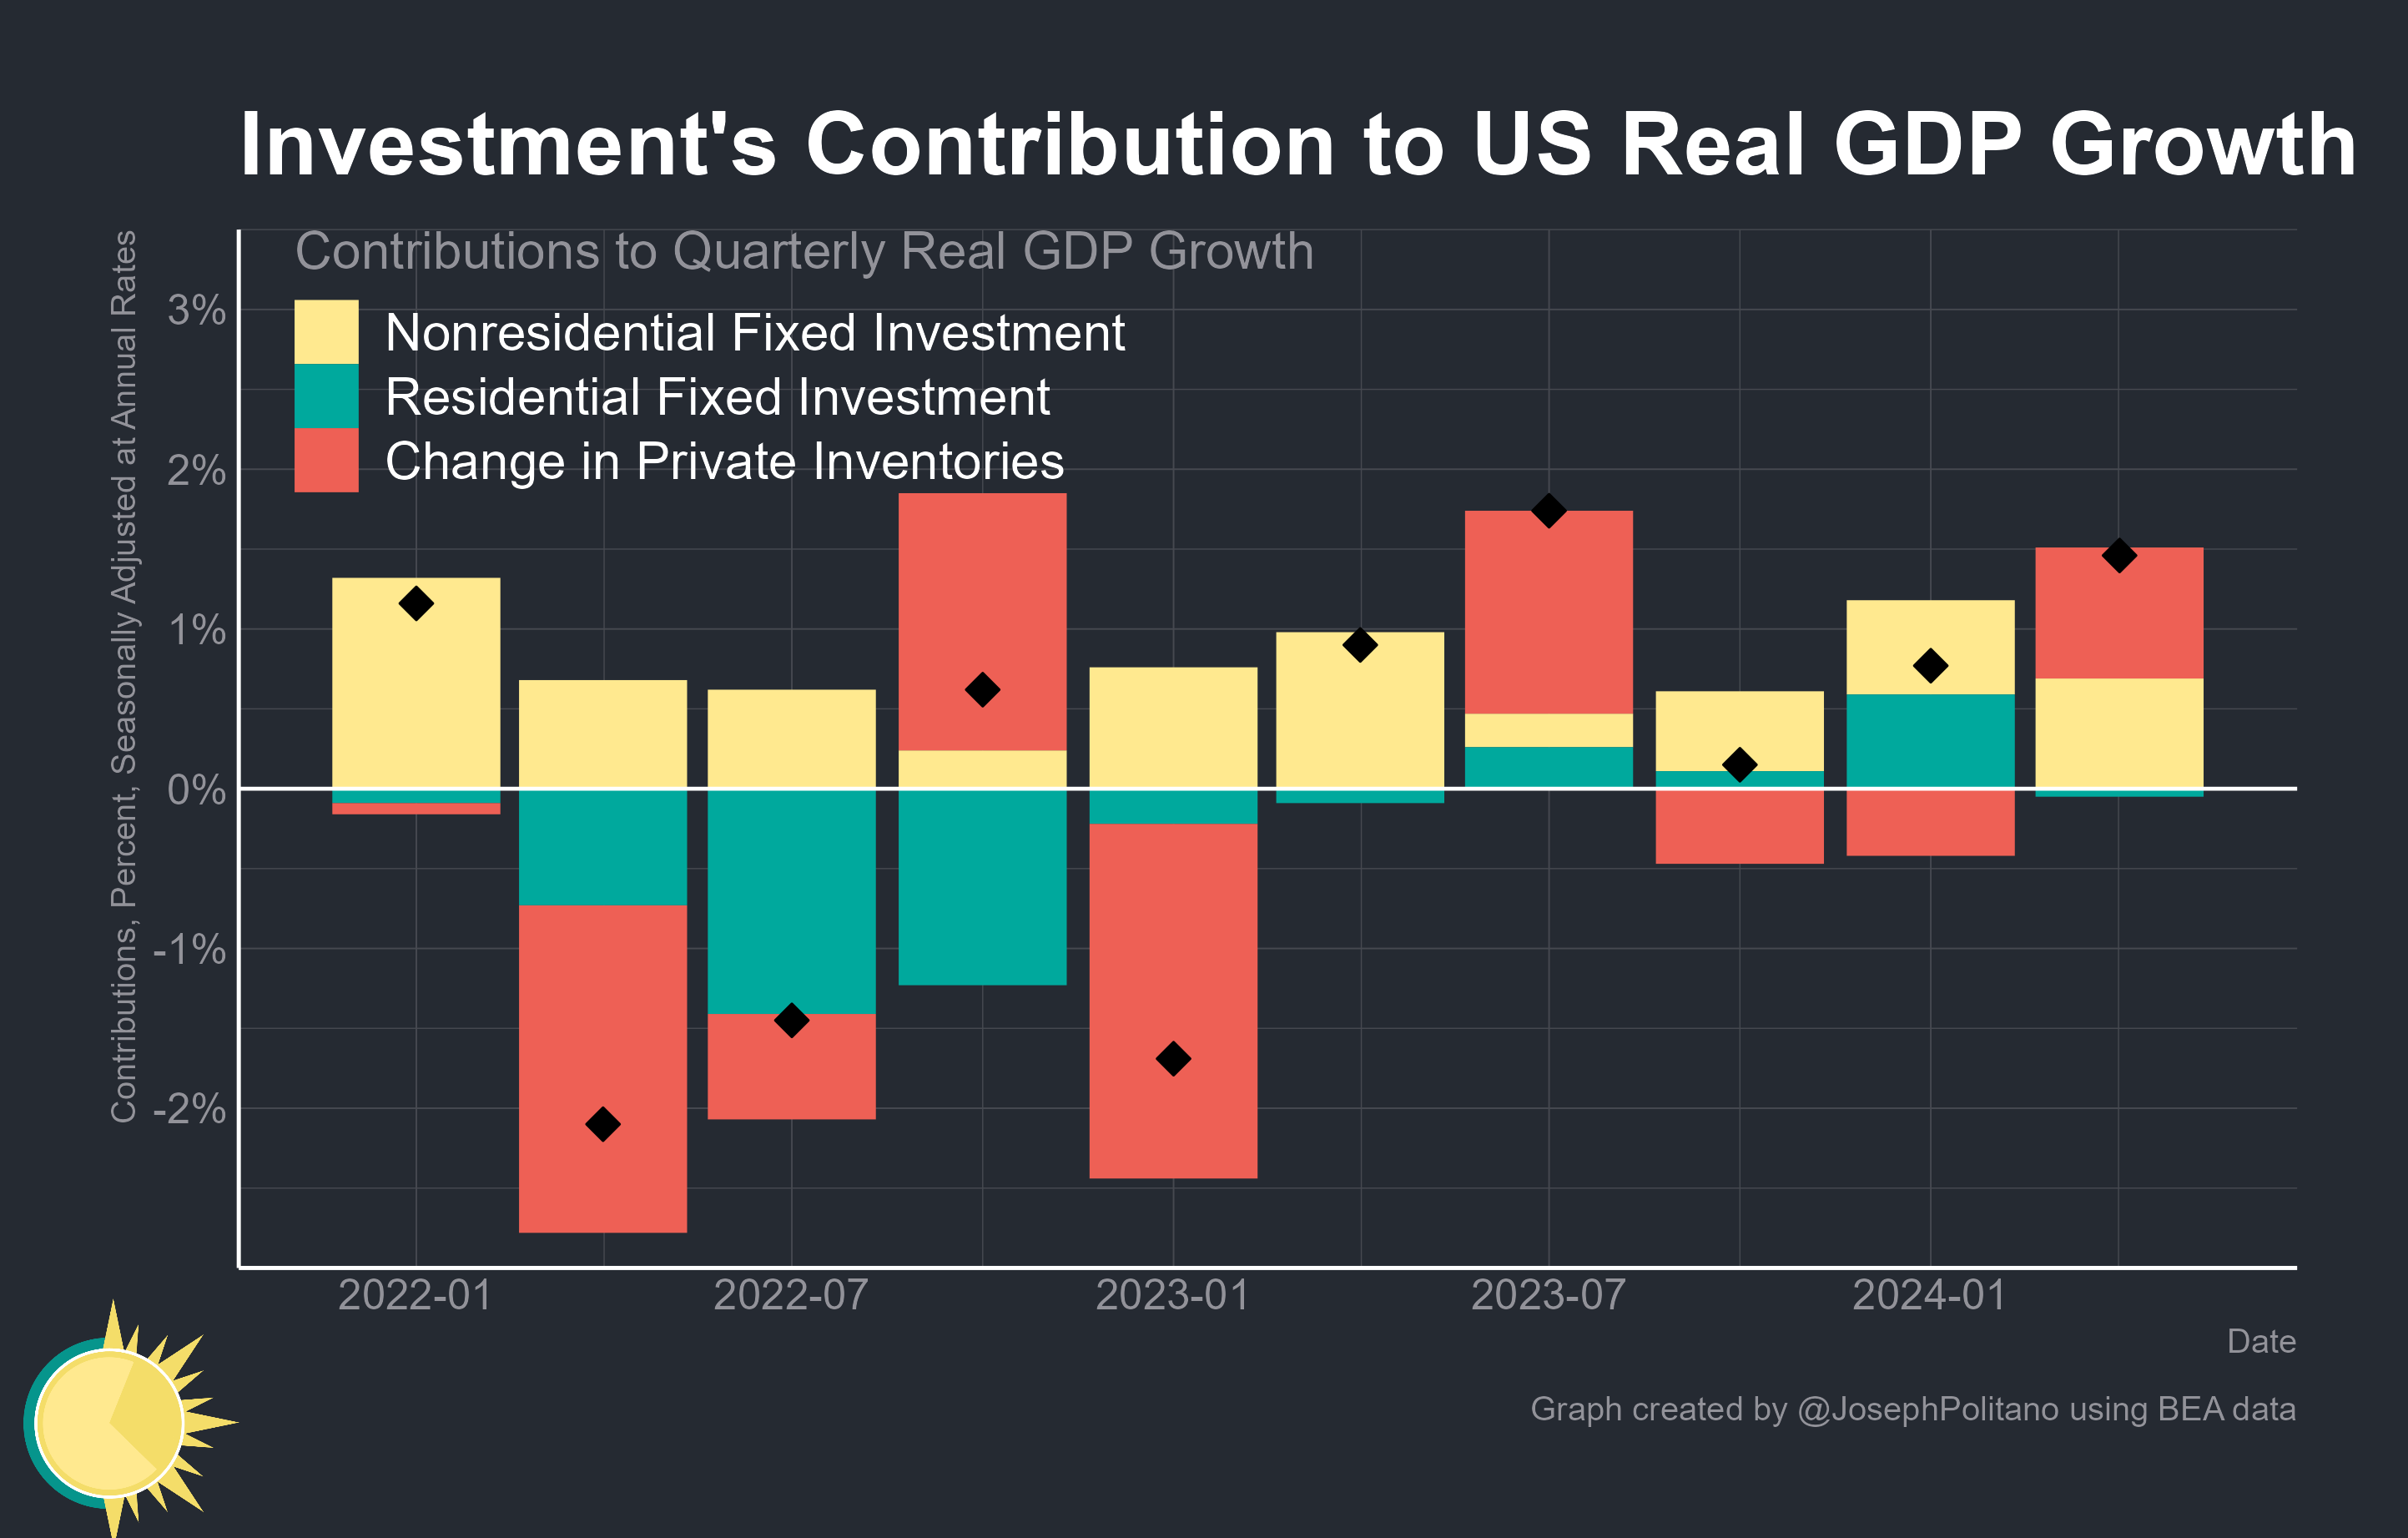 Investment's Contribution to US Real GDP Growth
Contributions, Percent, Seasonally Adjusted at Annual Rates
Contributions to Quarterly Real GDP Growth
Nonresidential Fixed Investment
Residential Fixed Investment
Change in Private Inventories
3%
2%
1%
0%
-1%
-2%
2022-01 2022-07 2023-01 2023-07 2024-01
Date
Graph created by @JosephPolitano using BEA data